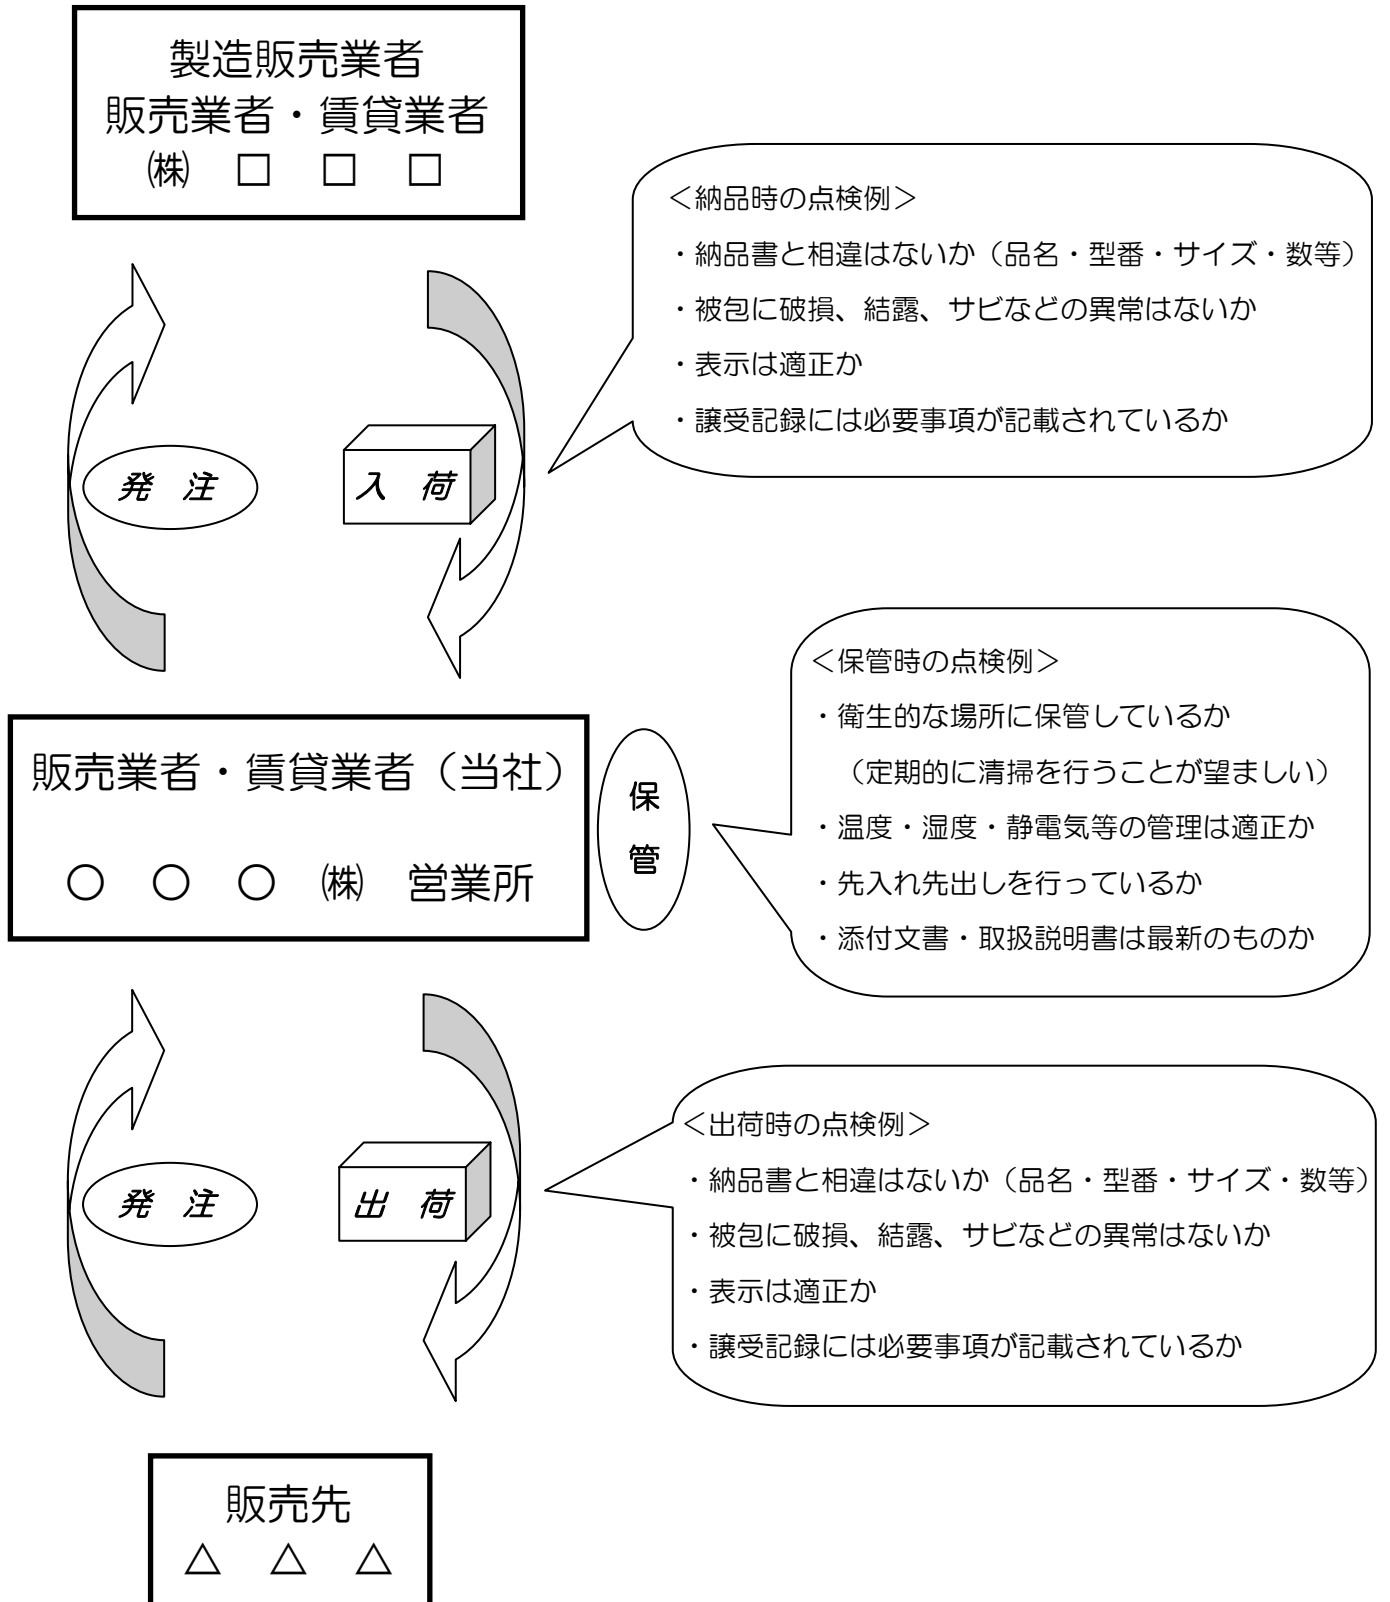 製造販売業者
販売業者・賃貸業者
㈱　□　□　□
＜納品時の点検例＞
・納品書と相違はないか（品名・型番・サイズ・数等）
・被包に破損、結露、サビなどの異常はないか
・表示は適正か
・譲受記録には必要事項が記載されているか
発　注
入　荷
＜保管時の点検例＞
・衛生的な場所に保管しているか
（定期的に清掃を行うことが望ましい）
・温度・湿度・静電気等の管理は適正か
・先入れ先出しを行っているか
・添付文書・取扱説明書は最新のものか
販売業者・賃貸業者（当社）
○　○　○　㈱　営業所
保
管
＜出荷時の点検例＞
・納品書と相違はないか（品名・型番・サイズ・数等）
・被包に破損、結露、サビなどの異常はないか
・表示は適正か
・譲受記録には必要事項が記載されているか
発　注
出　荷
販売先
△　△　△